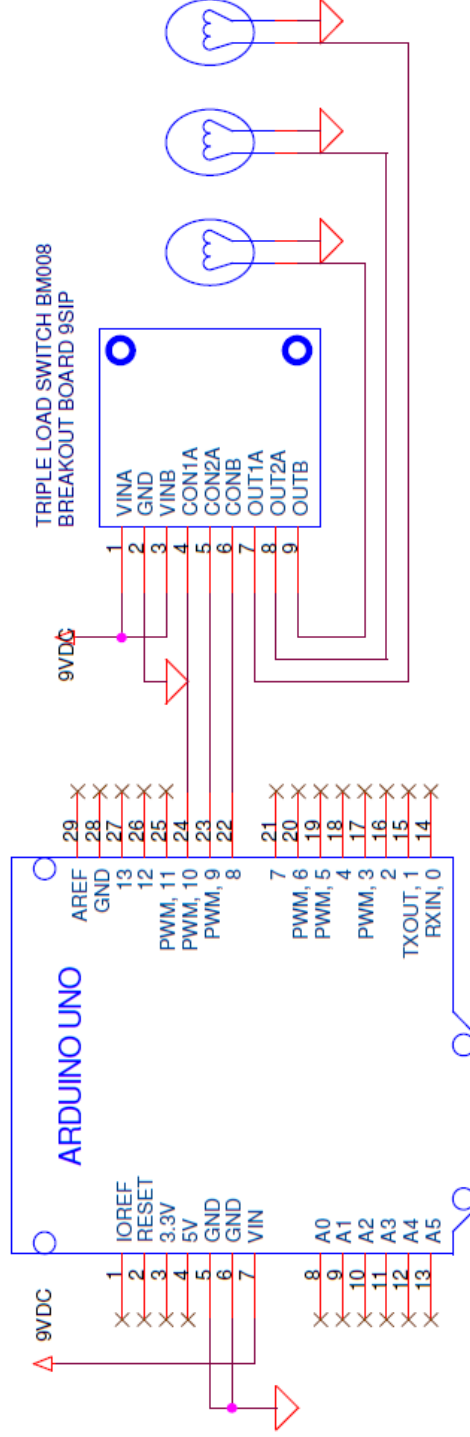 9VDC
ARDUINO UNO
1 IOREF
2 RESET
3 3.3V
4 5V
5 GND
6 GND
7 VIN
8 A0
9 A1
10 A2
11 A3
12 A4
13 A5
AREF 29
GND 28
13 27
12 26
PWM, 11 25
PWM, 10 24
PWM, 9 23
8 22
7 21
PWM, 6 20
PWM, 5 19
4 18
PWM, 3 17
2 16
TXOUT, 1 15
RXIN, 0 14
9VDC
TRIPLE LOAD SWITCH BM008
BREAKOUT BOARD 9SIP
1 VINA
2 GND
3 VINB
4 CON1A
5 CON2A
6 CONB
7 OUT1A
8 OUT2A
9 OUTB